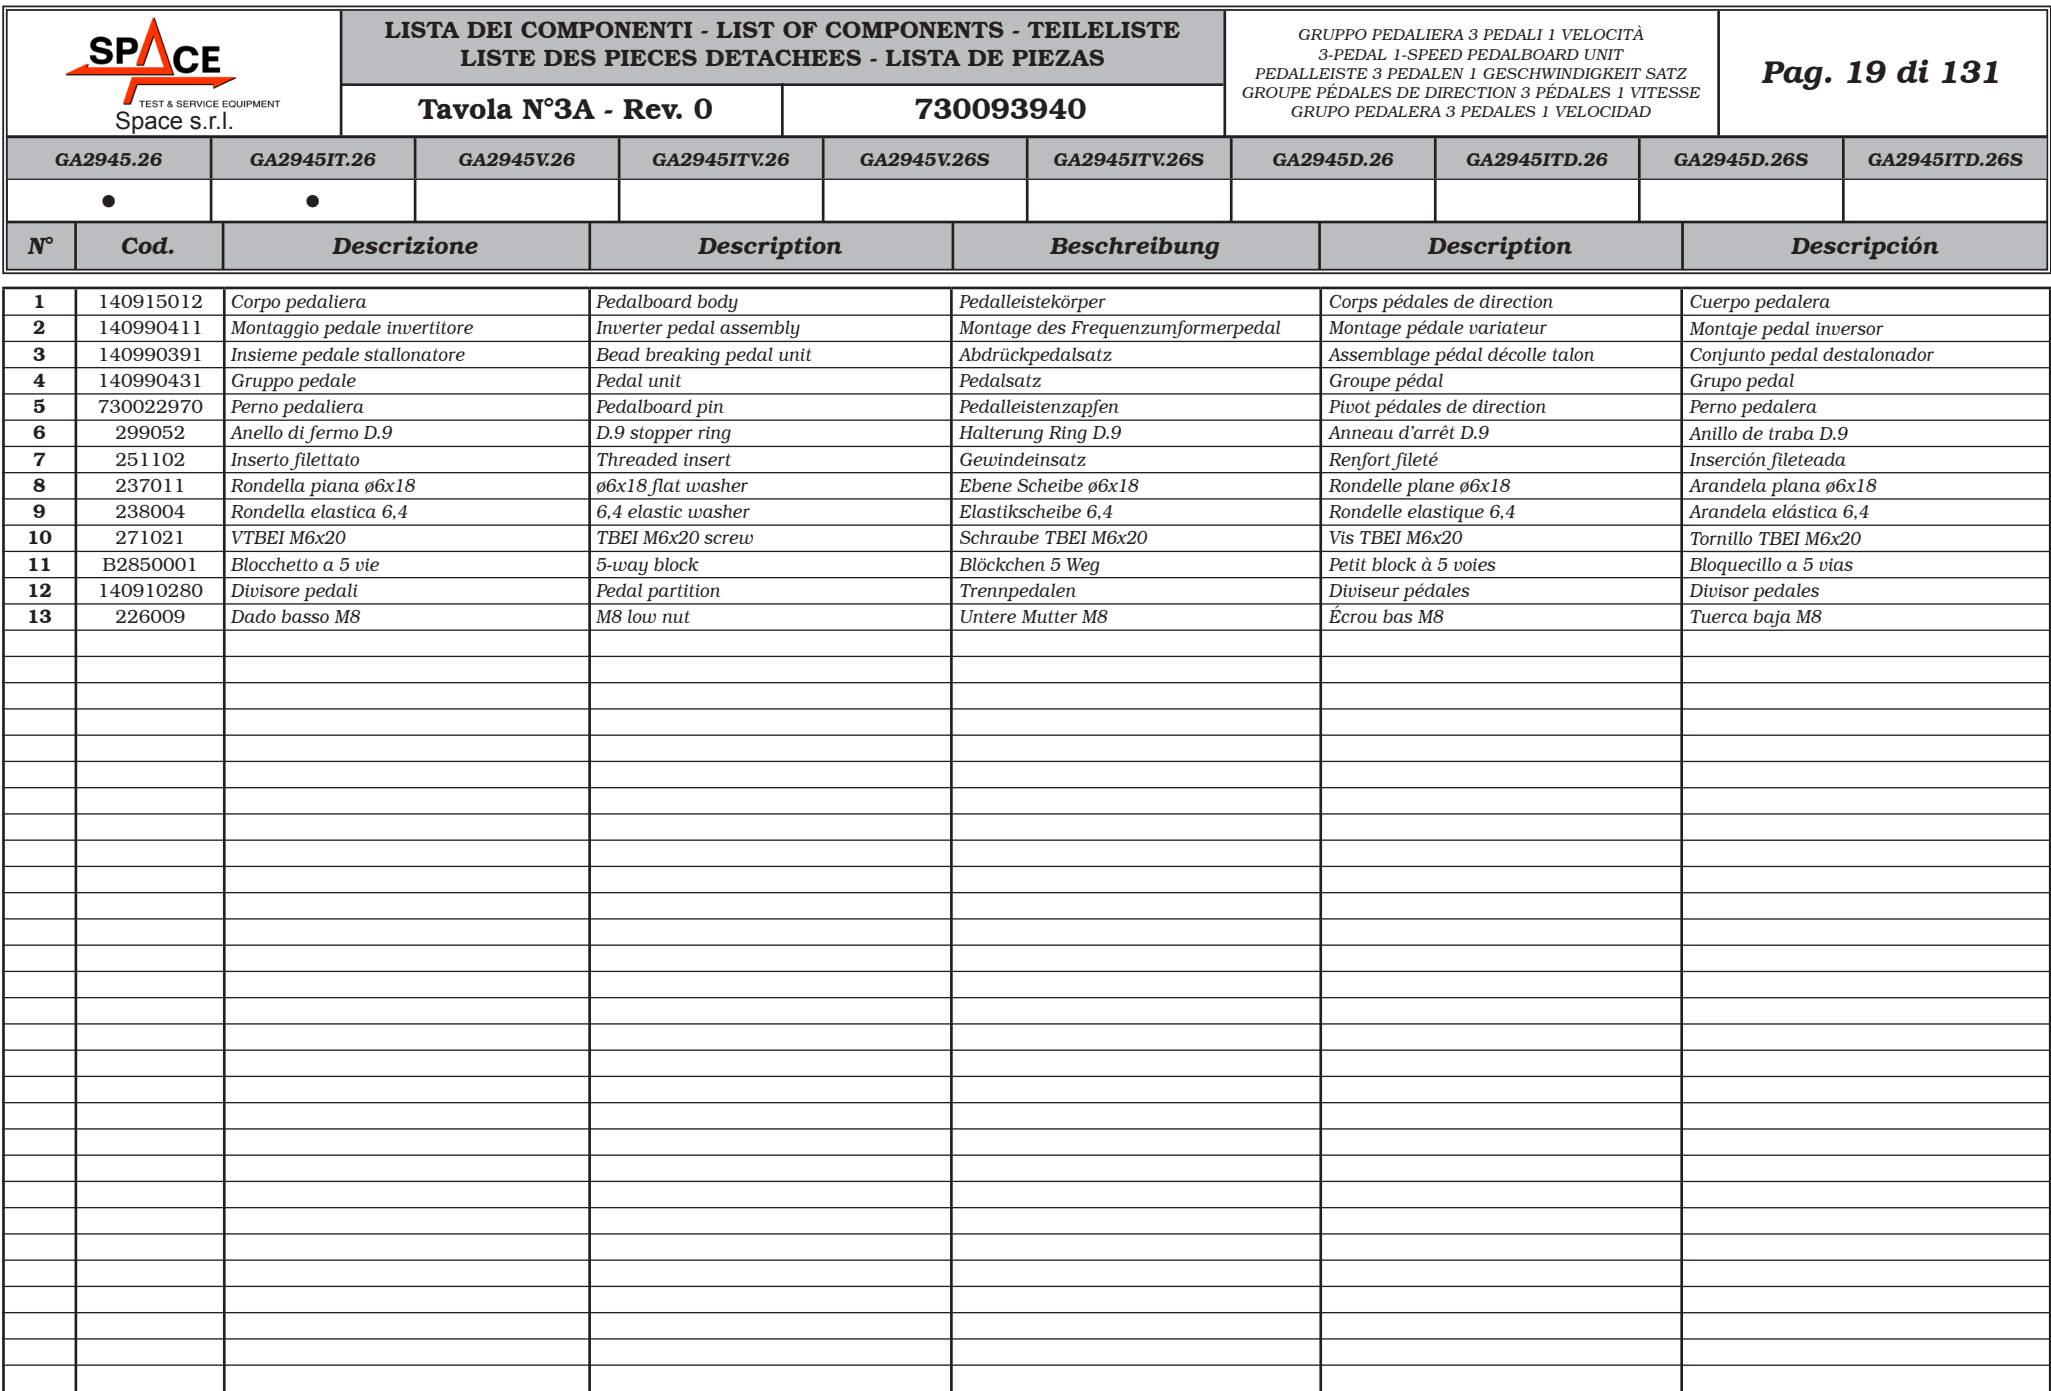 SPACE
TEST & SERVICE EQUIPMENT
Space s.r.l.
LISTA DEI COMPONENTI - LIST OF COMPONENTS - TEILELISTE
LISTE DES PIECES DETACHEES - LISTA DE PIEZAS
Tavola N°3A - Rev. 0 730093940
GRUPPO PEDALIERA 3 PEDALI 1 VELOCITÀ
3-PEDAL 1-SPEED PEDALBOARD UNIT
PEDALLEISTE 3 PEDALEN 1 GESCHWINDIGKEIT SATZ
GROUPE PÉDALES DE DIRECTION 3 PÉDALES 1 VITESSE
GRUPO PEDALERA 3 PEDALES 1 VELOCIDAD
Pag. 19 di 131
GA2945.26 GA2945IT.26 GA2945V.26 GA2945ITV.26 GA2945V.26S GA2945ITV.26S GA2945D.26 GA2945ITD.26 GA2945D.26S GA2945ITD.26S
● ●
N° Cod. Descrizione Description Beschreibung Description Descripción
1 140915012 Corpo pedaliera Pedalboard body Pedalleistekörper Corps pédales de direction Cuerpo pedalera
2 140990411 Montaggio pedale invertitore Inverter pedal assembly Montage des Frequenzumformerpedal Montage pédale variateur Montaje pedal inversor
3 140990391 Insieme pedale stallonatore Bead breaking pedal unit Abdrückpedalsatz Assemblage pédal décolle talon Conjunto pedal destalonador
4 140990431 Gruppo pedale Pedal unit Pedalsatz Groupe pédal Grupo pedal
5 730022970 Perno pedaliera Pedalboard pin Pedalleistenzapfen Pivot pédales de direction Perno pedalera
6 299052 Anello di fermo D.9 D.9 stopper ring Halterung Ring D.9 Anneau d'arrêt D.9 Anillo de traba D.9
7 251102 Inserto filettato Threaded insert Gewindeinsatz Renfort fileté Inserción fileteada
8 237011 Rondella piana ø6x18 ø6x18 flat washer Ebene Scheibe ø6x18 Rondelle plane ø6x18 Arandela plana ø6x18
9 238004 Rondella elastica 6,4 6,4 elastic washer Elastikscheibe 6,4 Rondelle elastique 6,4 Arandela elástica 6,4
10 271021 VTBEI M6x20 TBEI M6x20 screw Schraube TBEI M6x20 Vis TBEI M6x20 Tornillo TBEI M6x20
11 B2850001 Blocchetto a 5 vie 5-way block Blöckchen 5 Weg Petit block à 5 voies Bloquecillo a 5 vias
12 140910280 Divisore pedali Pedal partition Trennpedalen Diviseur pédales Divisor pedales
13 226009 Dado basso M8 M8 low nut Untere Mutter M8 Écrou bas M8 Tuerca baja M8